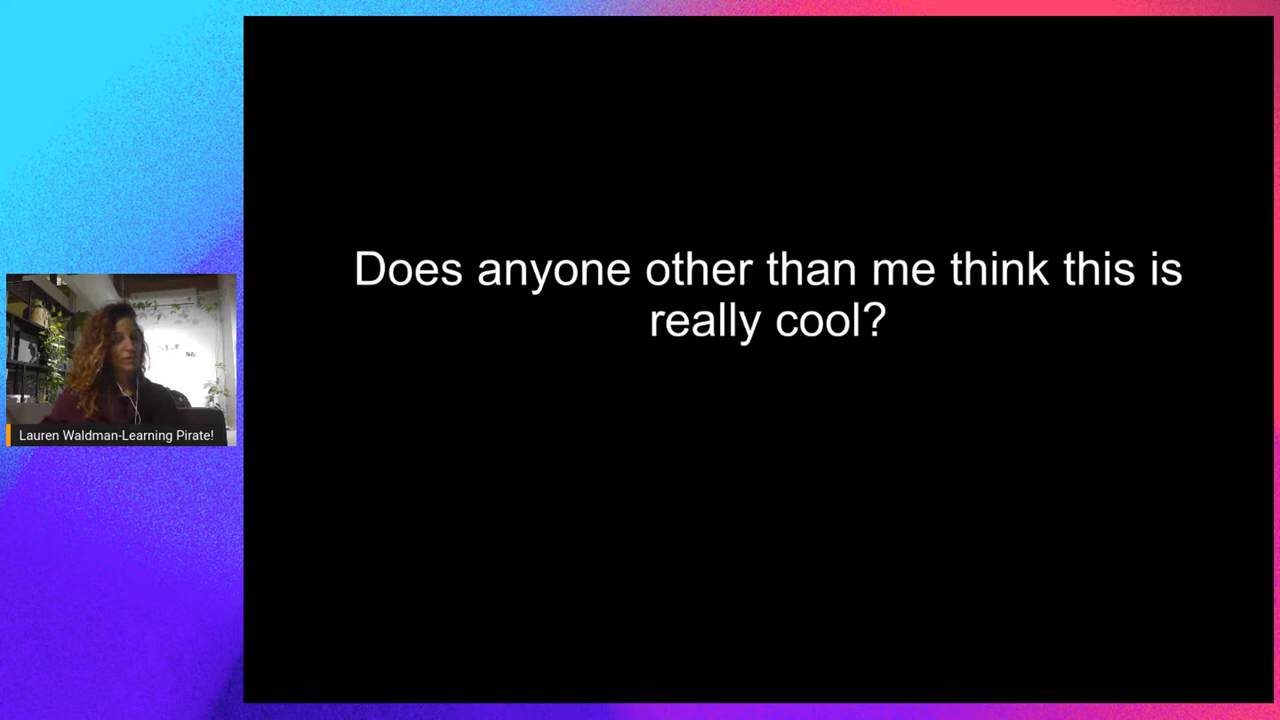 Does anyone other than me think this is
really cool?
Lauren Waldman-Learning Pirate!